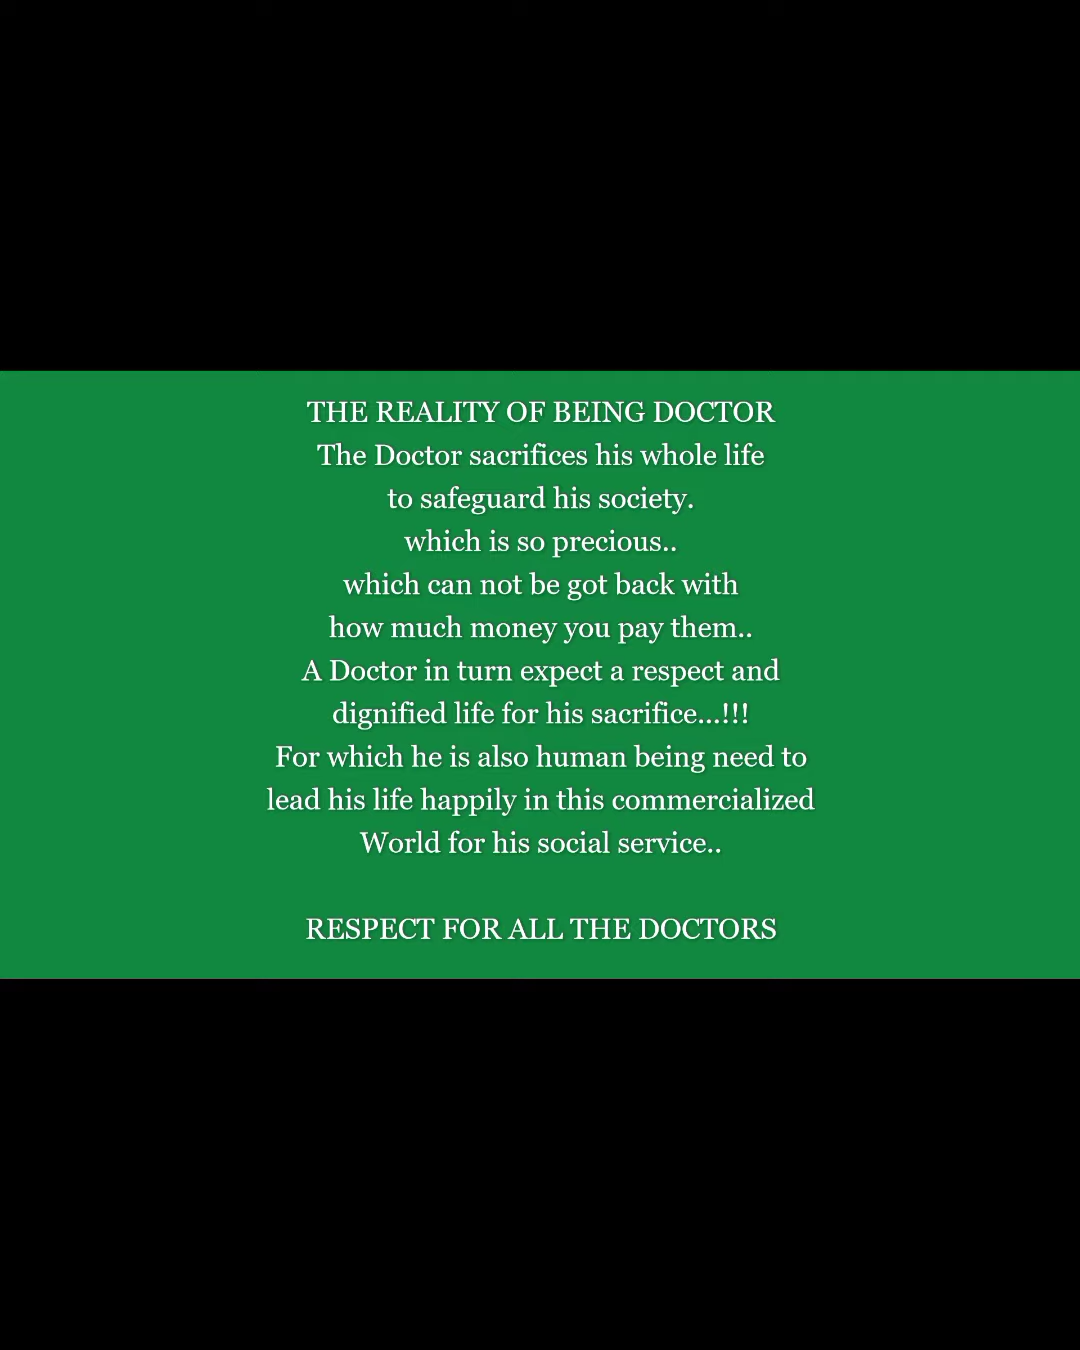 THE REALITY OF BEING DOCTOR
The Doctor sacrifices his whole life
to safeguard his society.
which is so precious..
which can not be got back with
how much money you pay them..
A Doctor in turn expect a respect and
dignified life for his sacrifice...!!!
For which he is also human being need to
lead his life happily in this commercialized
World for his social service..
RESPECT FOR ALL THE DOCTORS